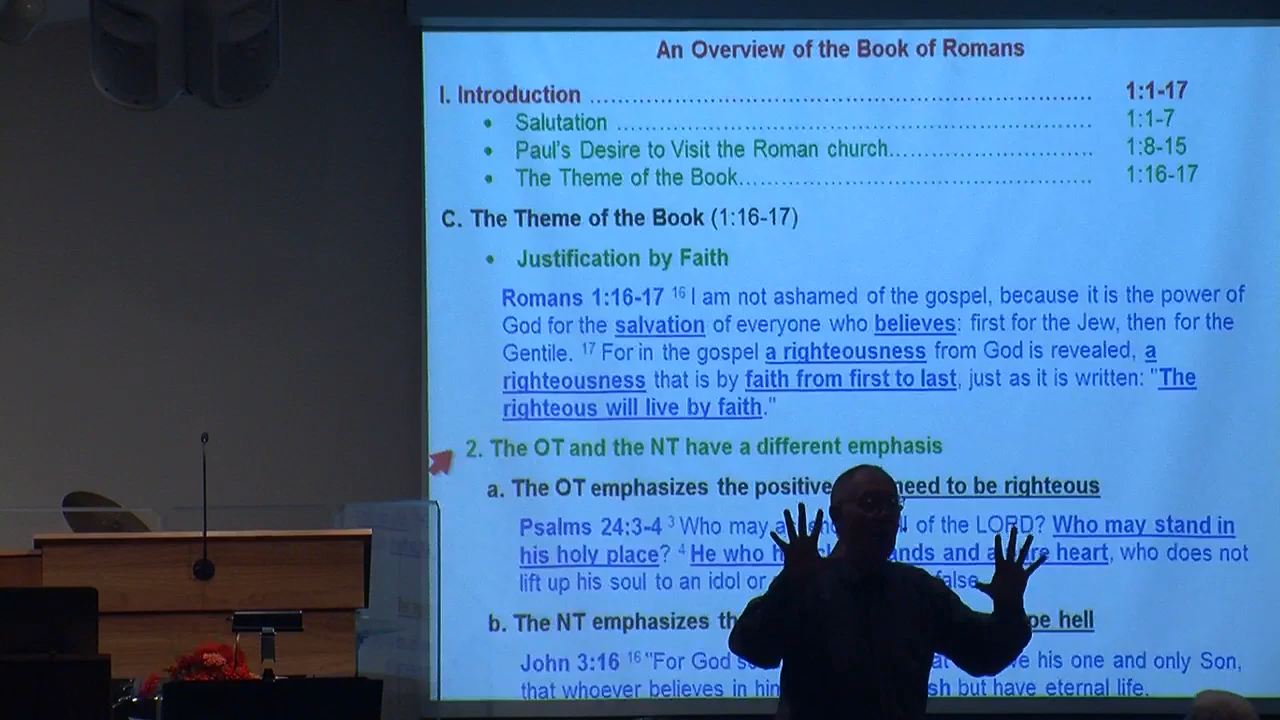 An Overview of the Book of Romans
I. Introduction ........................................................................ 1:1-17
• Salutation .................................................................... 1:1-7
• Paul's Desire to Visit the Roman church.............................. 1:8-15
• The Theme of the Book.................................................... 1:16-17
C. The Theme of the Book (1:16-17)
• Justification by Faith
Romans 1:16-17 16 I am not ashamed of the gospel, because it is the power of
God for the salvation of everyone who believes: first for the Jew, then for the
Gentile. 17 For in the gospel a righteousness from God is revealed, a
righteousness that is by faith from first to last, just as it is written: "The
righteous will live by faith."
2. The OT and the NT have a different emphasis
a. The OT emphasizes the positive need to be righteous
Psalms 24:3-4 3 Who may of the LORD? Who may stand in
his holy place? 4 He who and heart, who does not
lift up his soul to an idol or false
b. The NT emphasizes hell
John 3:16 16 "For God his one and only Son,
that whoever believes in but have eternal life.